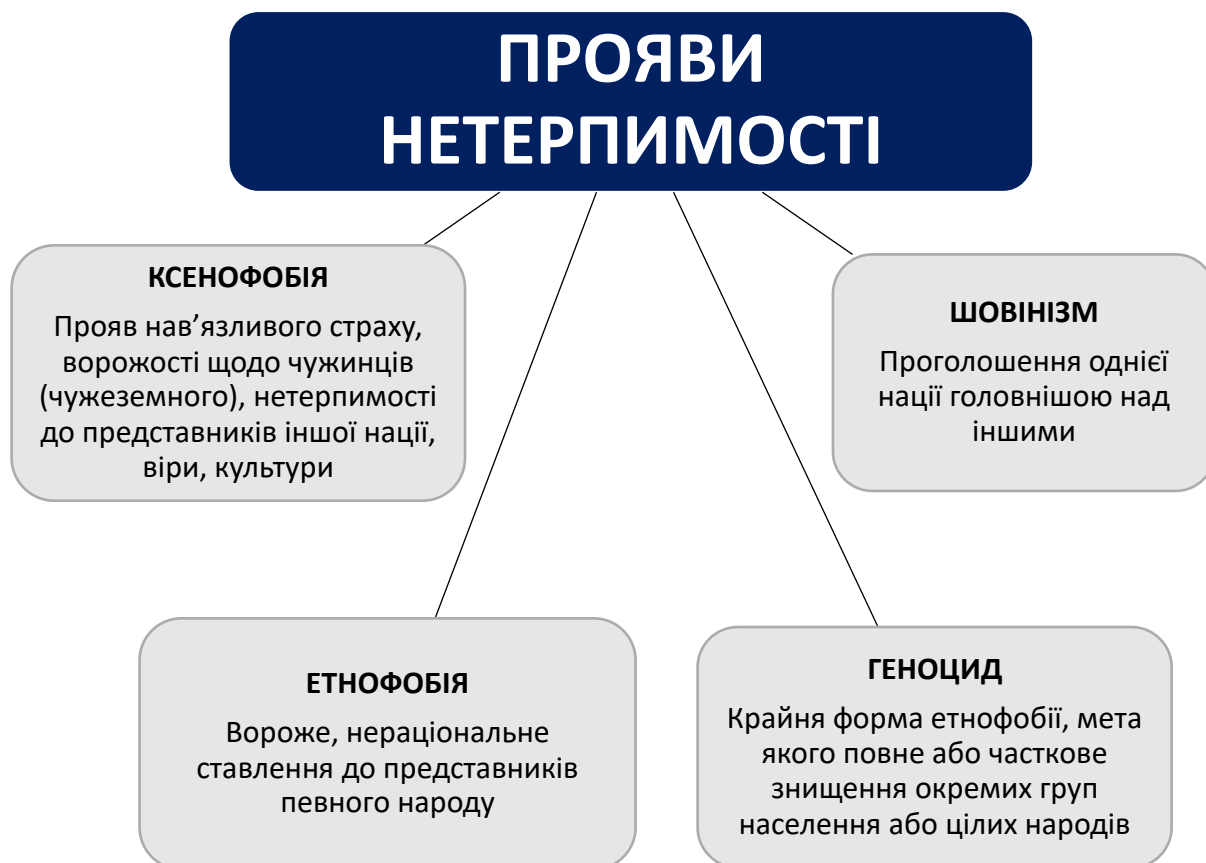 ПРОЯВИ
НЕТЕРПИМОСТІ
КСЕНОФОБІЯ
Прояв нав’язливого страху,
ворожості щодо чужинців
(чужеземного), нетерпимості
до представників іншої нації,
віри, культури
ШОВІНІЗМ
Проголошення однієї
нації головнішою над
іншими
ЕТНОФОБІЯ
Вороже, нераціональне
ставлення до представників
певного народу
ГЕНОЦИД
Крайня форма етнофобії, мета
якого повне або часткове
знищення окремих груп
населення або цілих народів